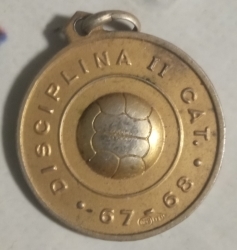 DISCIPLINA II CAT.
· 67 - 68 ·